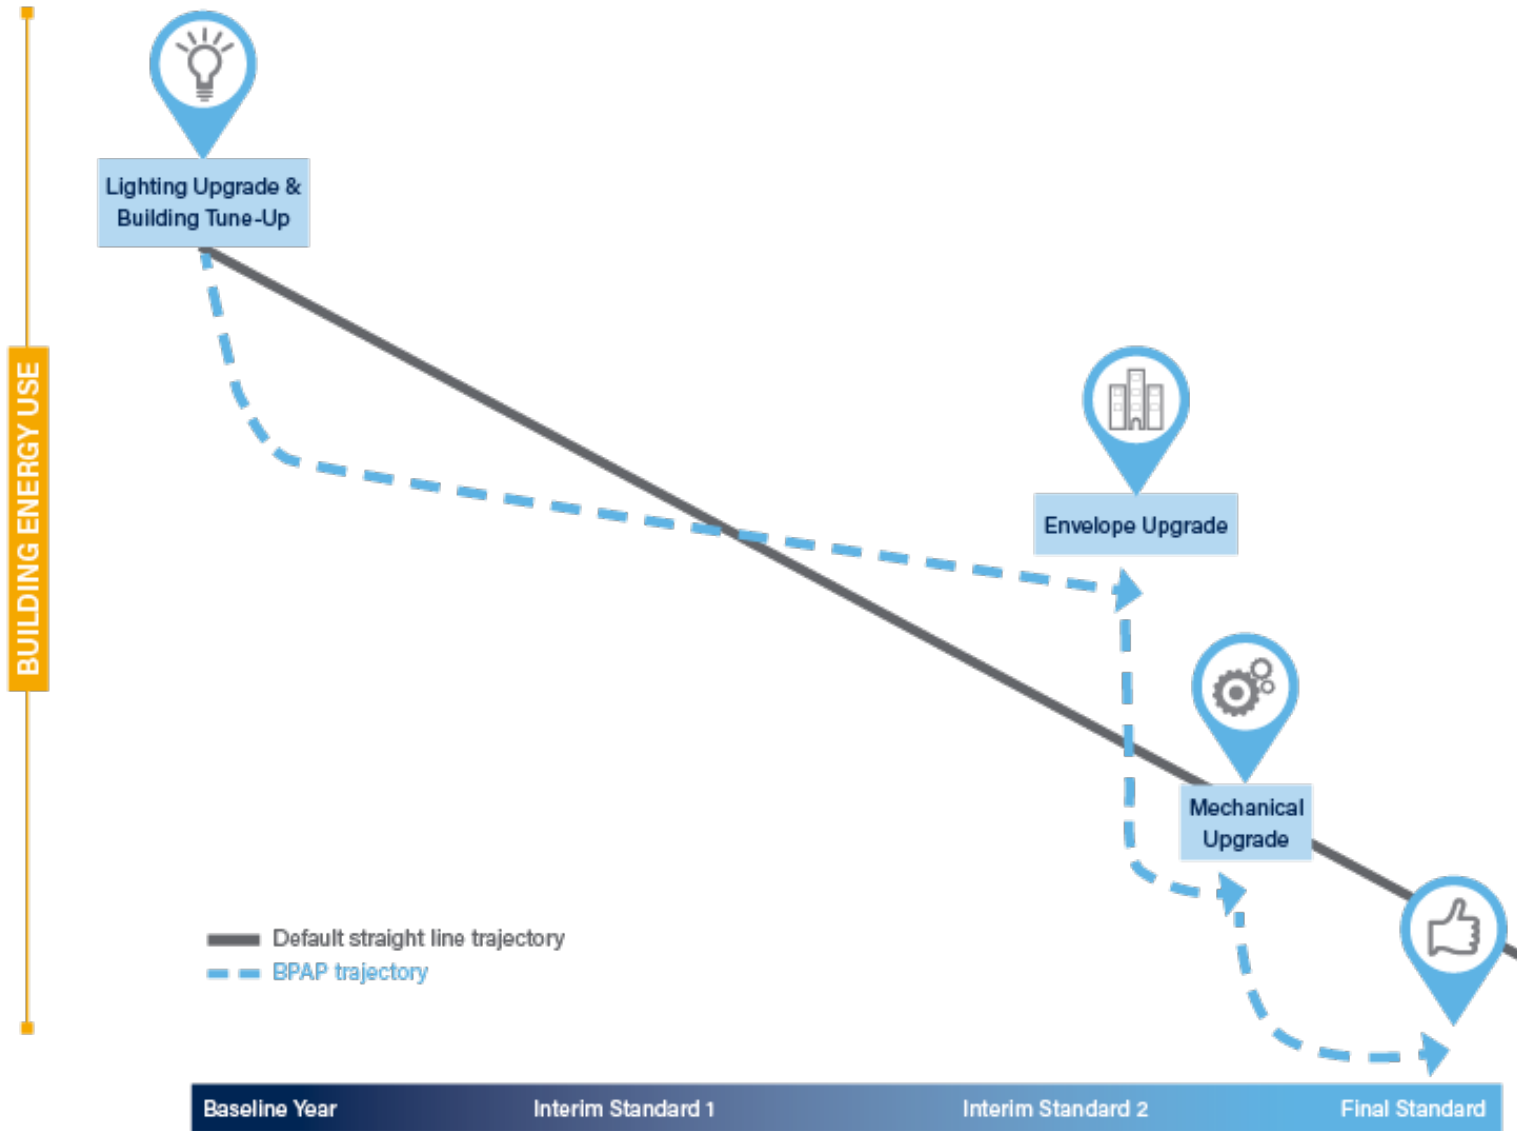 Lighting Upgrade &
Building Tune-Up
BUILDING ENERGY USE
Envelope Upgrade
Mechanical
Upgrade
Default straight line trajectory
BPAP trajectory
Baseline Year
Interim Standard 1
Interim Standard 2
Final Standard